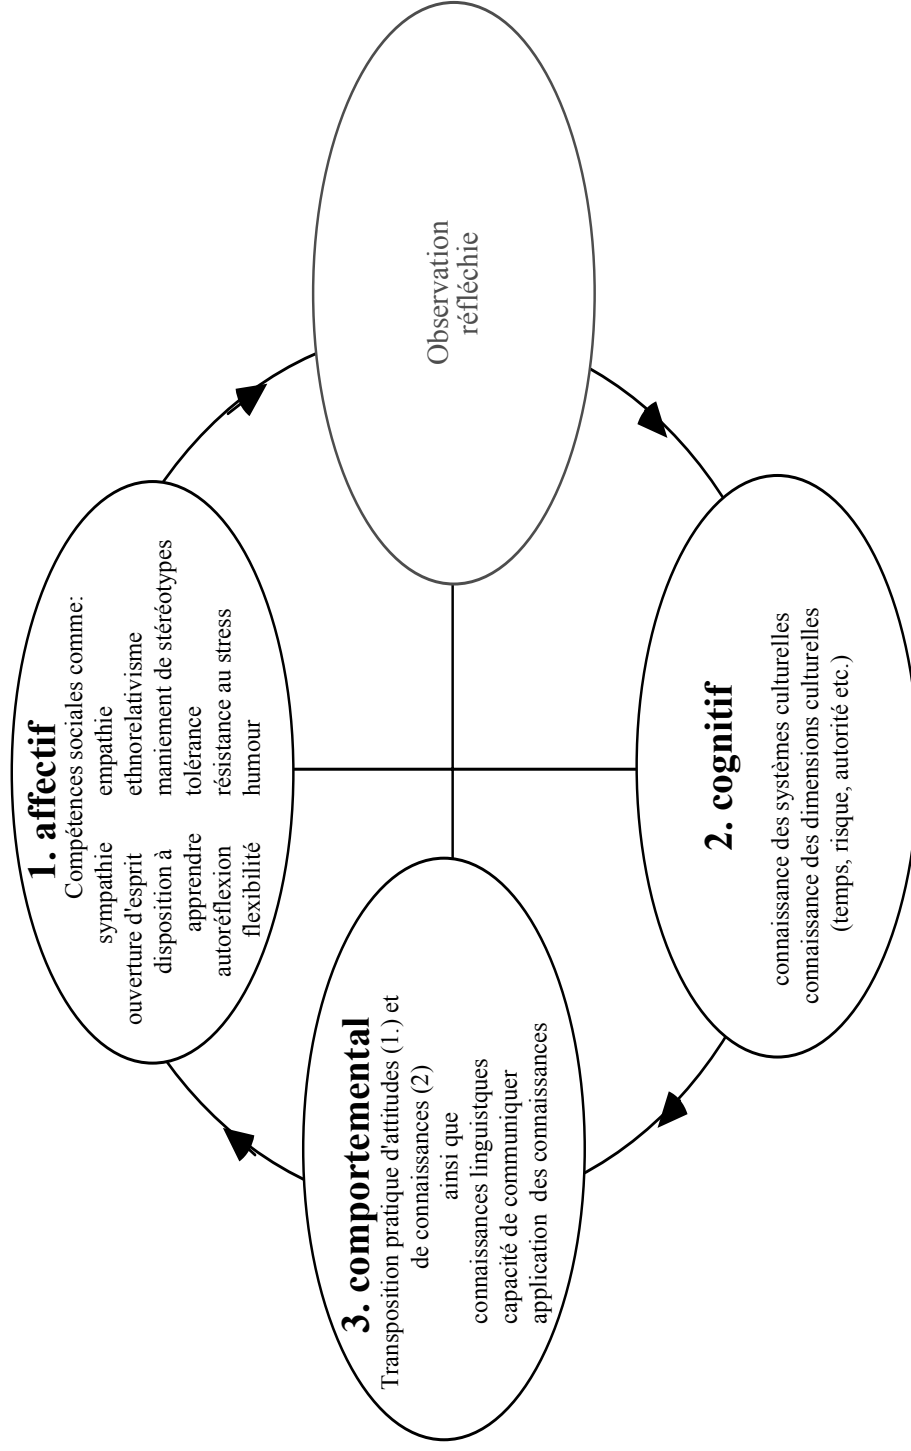 1. affectif
Compétences sociales comme:
sympathie empathie
ouverture d'esprit ethnorelativisme
disposition à maniement de stéréotypes
apprendre tolérance
autoréflexion résistance au stress
flexibilité humour
3. comportemental
Transposition pratique d'attitudes (1.) et
de connaissances (2)
ainsi que
connaissances linguistques
capacité de communiquer
application des connaissances
Observation
réfléchie
2. cognitif
connaissance des systèmes culturelles
connaissance des dimensions culturelles
(temps, risque, autorité etc.)